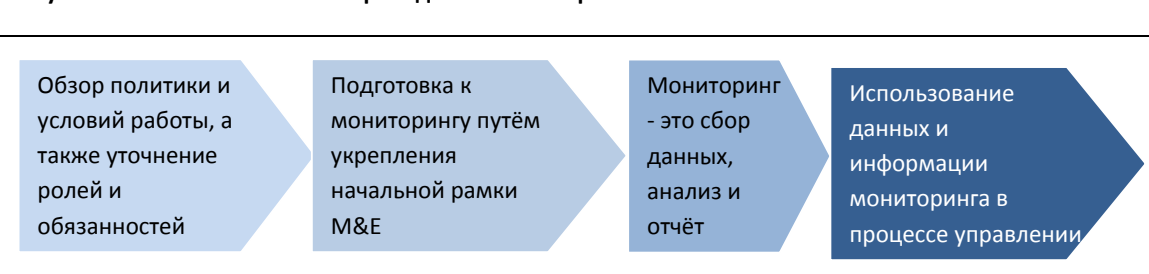 Обзор политики и
условий работы, а
также уточнение
ролей и
обязанностей
Подготовка к
мониторингу путём
укрепления
начальной рамки
M&E
Мониторинг
- это сбор
данных,
анализ и
отчёт
Использование
данных и
информации
мониторинга в
процессе управлении